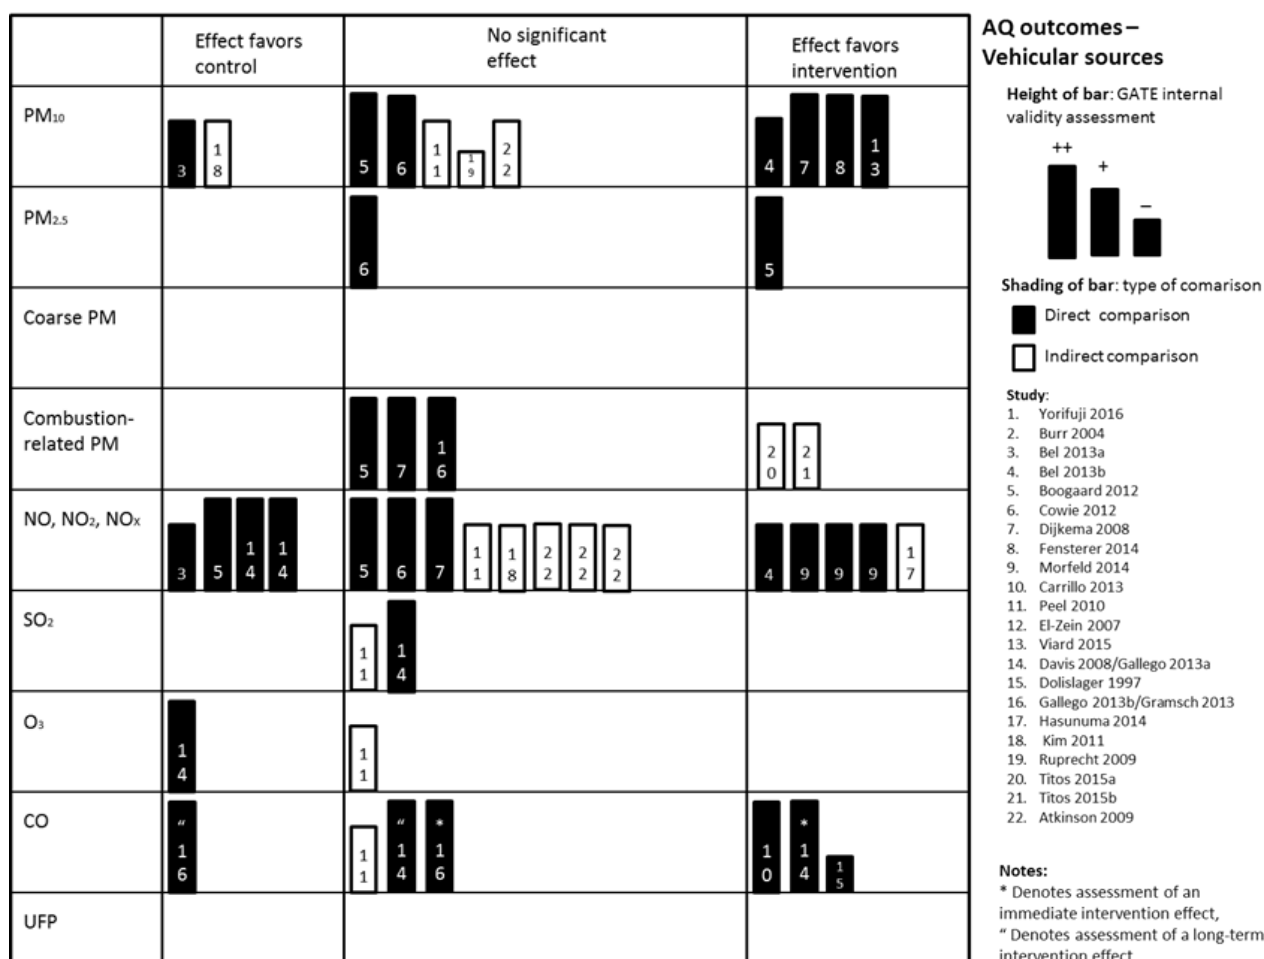 Effect favors
control
No significant
effect
Effect favors
intervention
PM10
3
18
5
6
11
19
22
4
7
8
13
PM2.5
6
5
Coarse PM
Combustion-
related PM
5
7
16
20
21
NO, NO2, NOX
3
5
14
14
5
6
7
11
18
22
22
22
4
9
9
9
17
SO2
11
14
O3
14
11
CO
“16
11
“14
*16
10
*14
15
UFP
AQ outcomes –
Vehicular sources
Height of bar: GATE internal
validity assessment
++
+
–
Shading of bar: type of comarison
Direct comparison
Indirect comparison
Study:
1. Yorifuji 2016
2. Burr 2004
3. Bel 2013a
4. Bel 2013b
5. Boogaard 2012
6. Cowie 2012
7. Dijkema 2008
8. Fensterer 2014
9. Morfeld 2014
10. Carrillo 2013
11. Peel 2010
12. El-Zein 2007
13. Viard 2015
14. Davis 2008/Gallego 2013a
15. Dolislager 1997
16. Gallego 2013b/Gramsch 2013
17. Hasunuma 2014
18. Kim 2011
19. Ruprecht 2009
20. Titos 2015a
21. Titos 2015b
22. Atkinson 2009
Notes:
* Denotes assessment of an
immediate intervention effect,
“ Denotes assessment of a long-term
intervention effect